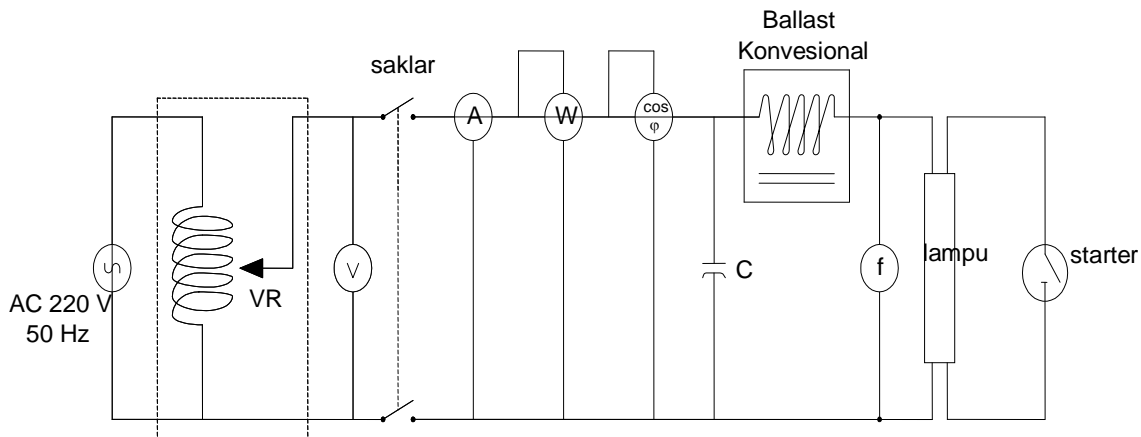 Ballast
Konvesional
saklar
A
W
cos
φ
V
C
f
lampu
starter
VR
AC 220 V
50 Hz